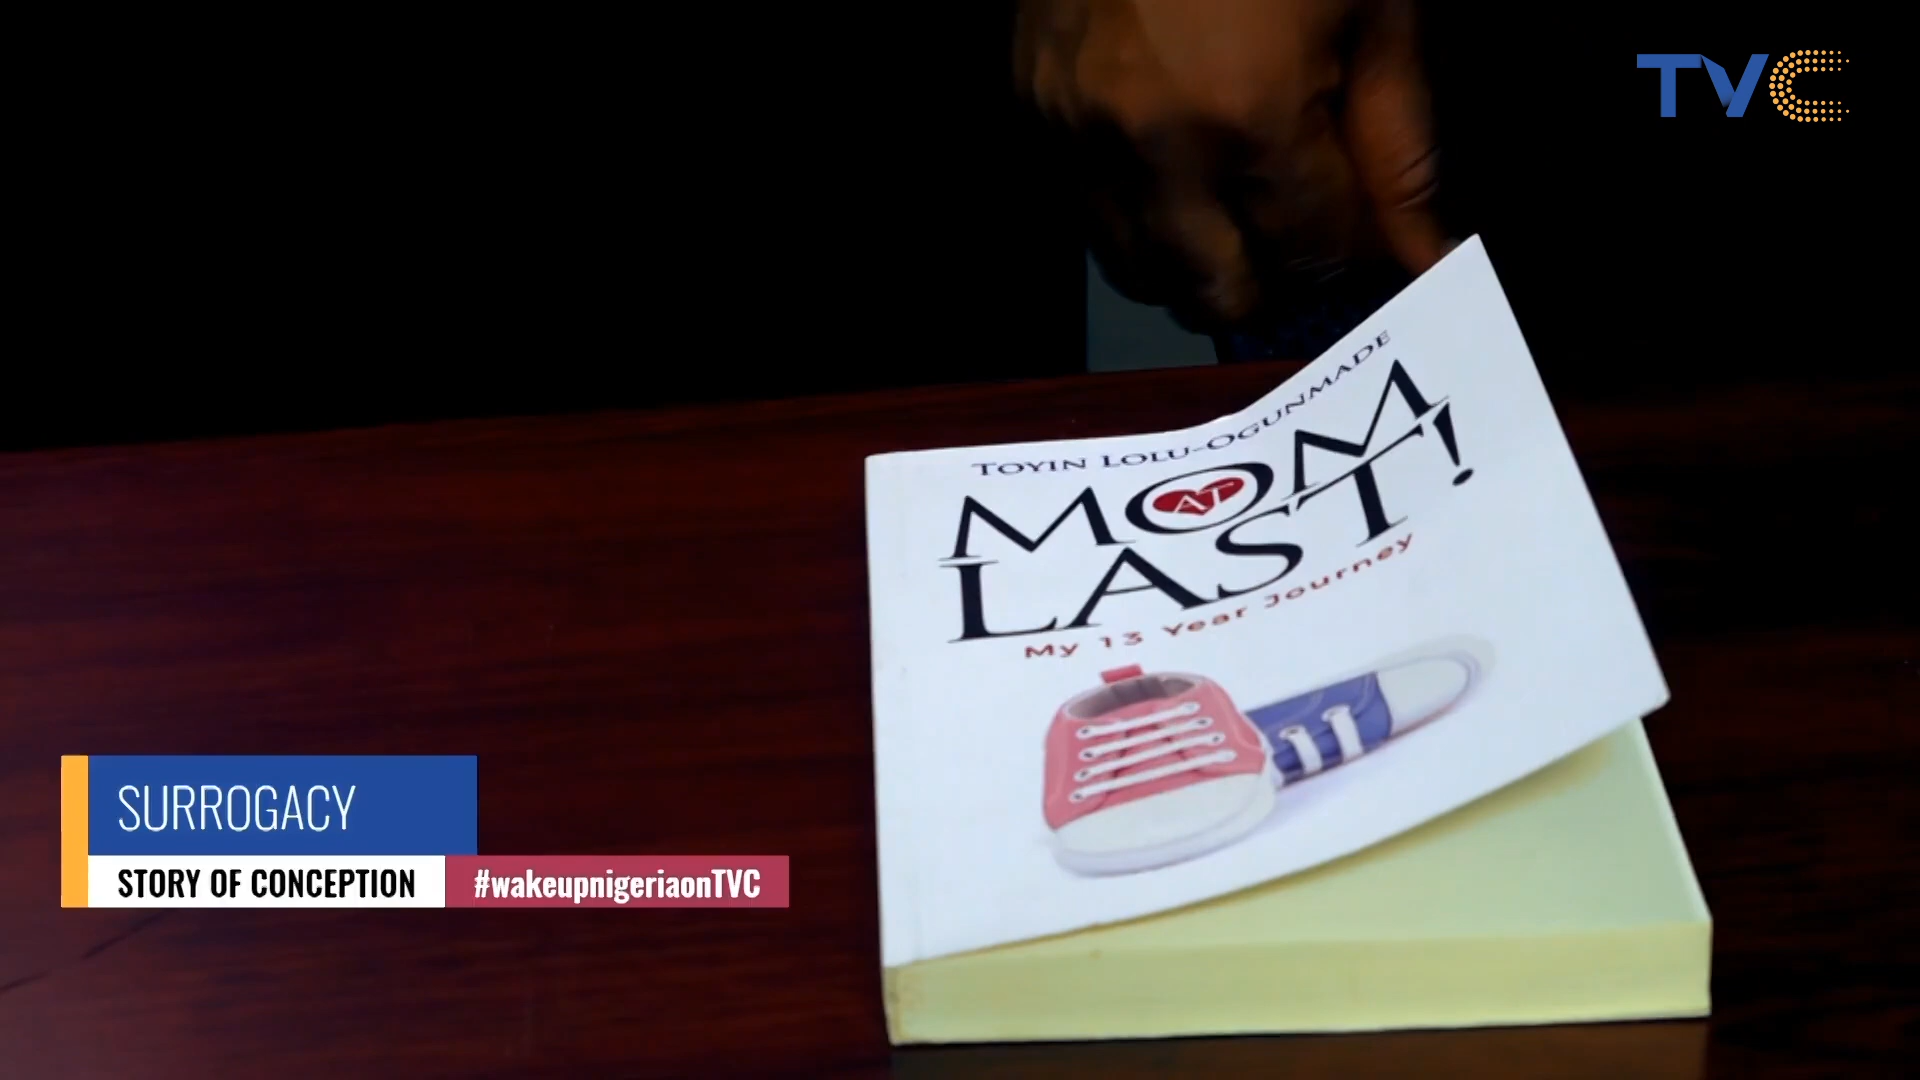 TVC
TOYIN LOLU-OGUNMADE
MOM
AT
LAST!
My 13 Year Journey
SURROGACY
STORY OF CONCEPTION
#wakeupnigeriaonTVC